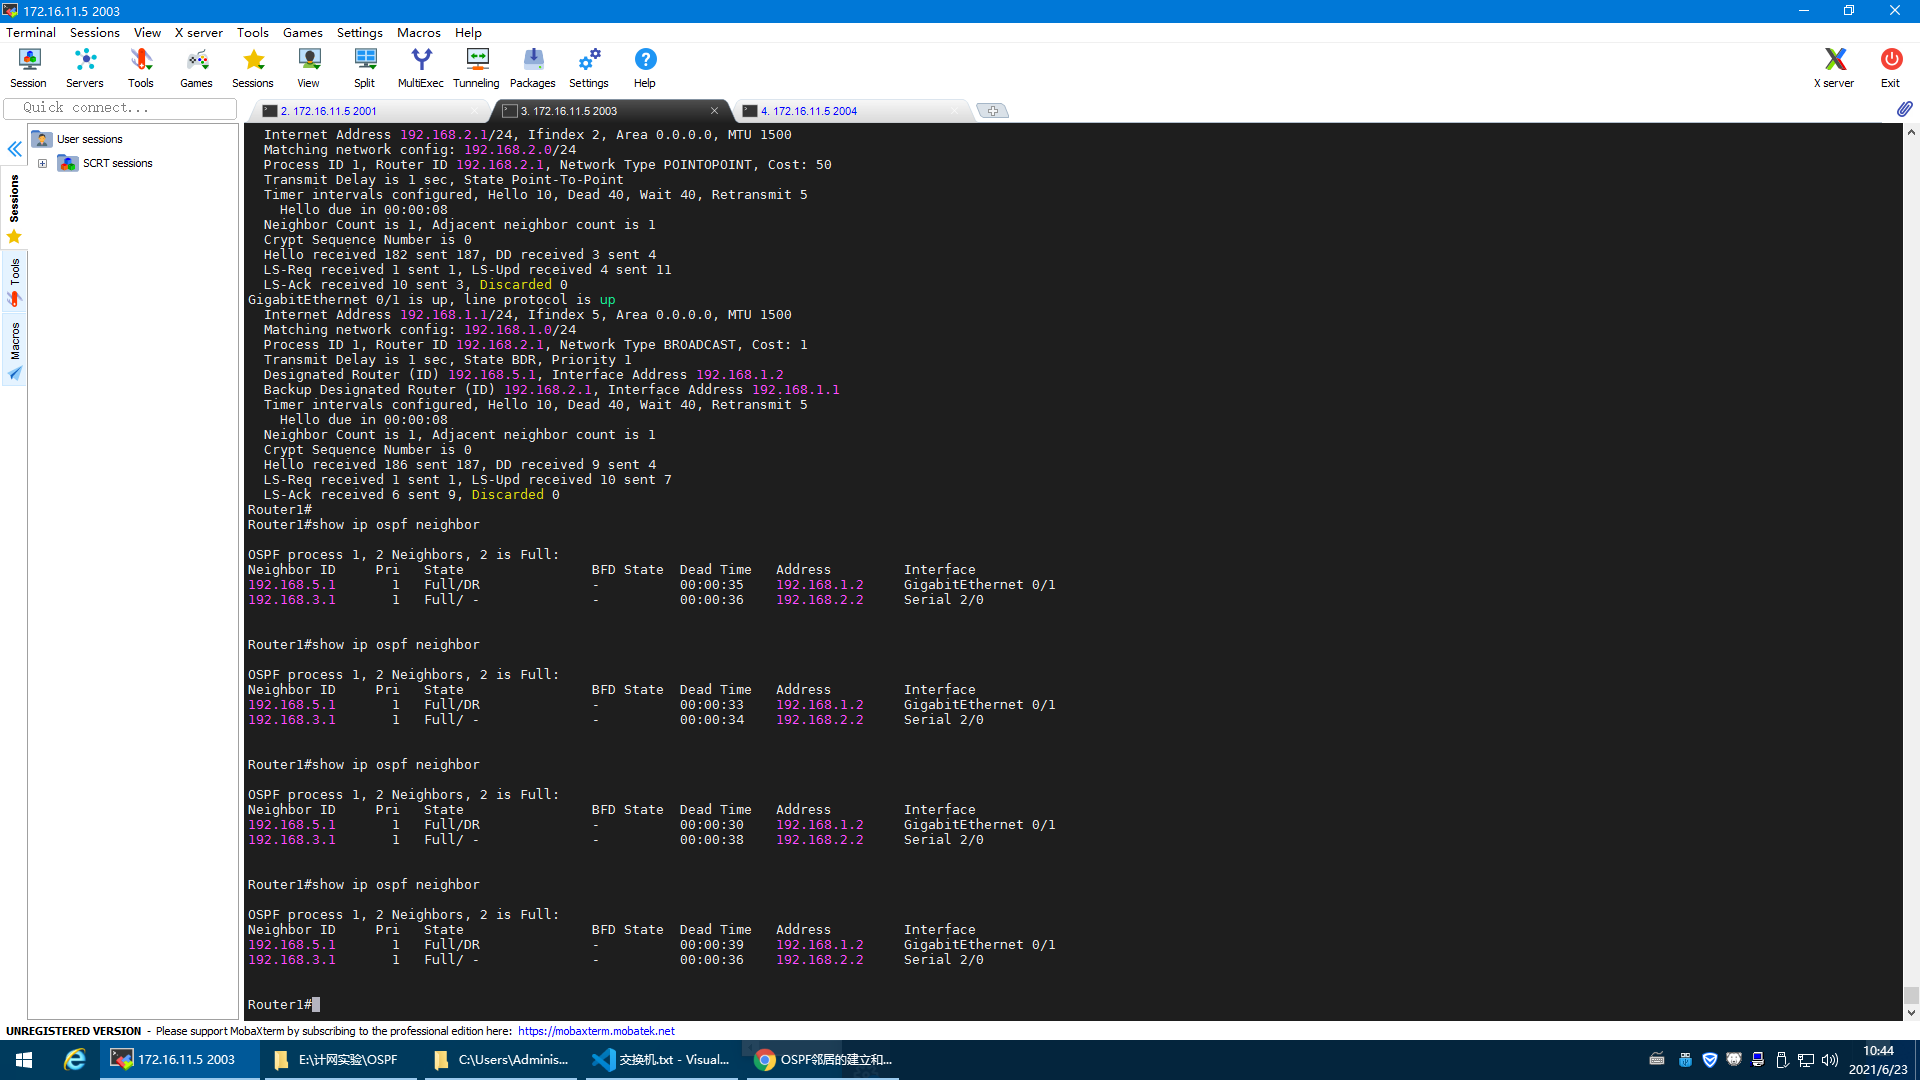 172.16.11.5 2003
Terminal Sessions View X server Tools Games Settings Macros Help
Session Servers Tools Games Sessions View Split MultiExec Tunneling Packages Settings Help X server Exit
Quick connect...
2. 172.16.11.5 2001
3. 172.16.11.5 2003
4. 172.16.11.5 2004
User sessions
SCRT sessions
Sessions
Tools
Macros
Internet Address 192.168.2.1/24, Ifindex 2, Area 0.0.0.0, MTU 1500
Matching network config: 192.168.2.0/24
Process ID 1, Router ID 192.168.2.1, Network Type POINTOPOINT, Cost: 50
Transmit Delay is 1 sec, State Point-To-Point
Timer intervals configured, Hello 10, Dead 40, Wait 40, Retransmit 5
Hello due in 00:00:08
Neighbor Count is 1, Adjacent neighbor count is 1
Crypt Sequence Number is 0
Hello received 182 sent 187, DD received 3 sent 4
LS-Req received 1 sent 1, LS-Upd received 4 sent 11
LS-Ack received 10 sent 3, Discarded 0
GigabitEthernet 0/1 is up, line protocol is up
Internet Address 192.168.1.1/24, Ifindex 5, Area 0.0.0.0, MTU 1500
Matching network config: 192.168.1.0/24
Process ID 1, Router ID 192.168.2.1, Network Type BROADCAST, Cost: 1
Transmit Delay is 1 sec, State BDR, Priority 1
Designated Router (ID) 192.168.5.1, Interface Address 192.168.1.2
Backup Designated Router (ID) 192.168.2.1, Interface Address 192.168.1.1
Timer intervals configured, Hello 10, Dead 40, Wait 40, Retransmit 5
Hello due in 00:00:08
Neighbor Count is 1, Adjacent neighbor count is 1
Crypt Sequence Number is 0
Hello received 186 sent 187, DD received 9 sent 4
LS-Req received 1 sent 1, LS-Upd received 10 sent 7
LS-Ack received 6 sent 9, Discarded 0
Router1#
Router1#show ip ospf neighbor
OSPF process 1, 2 Neighbors, 2 is Full:
Neighbor ID Pri State BFD State Dead Time Address Interface
192.168.5.1 1 Full/DR - 00:00:35 192.168.1.2 GigabitEthernet 0/1
192.168.3.1 1 Full/ - - 00:00:36 192.168.2.2 Serial 2/0
Router1#show ip ospf neighbor
OSPF process 1, 2 Neighbors, 2 is Full:
Neighbor ID Pri State BFD State Dead Time Address Interface
192.168.5.1 1 Full/DR - 00:00:33 192.168.1.2 GigabitEthernet 0/1
192.168.3.1 1 Full/ - - 00:00:34 192.168.2.2 Serial 2/0
Router1#show ip ospf neighbor
OSPF process 1, 2 Neighbors, 2 is Full:
Neighbor ID Pri State BFD State Dead Time Address Interface
192.168.5.1 1 Full/DR - 00:00:30 192.168.1.2 GigabitEthernet 0/1
192.168.3.1 1 Full/ - - 00:00:38 192.168.2.2 Serial 2/0
Router1#show ip ospf neighbor
OSPF process 1, 2 Neighbors, 2 is Full:
Neighbor ID Pri State BFD State Dead Time Address Interface
192.168.5.1 1 Full/DR - 00:00:39 192.168.1.2 GigabitEthernet 0/1
192.168.3.1 1 Full/ - - 00:00:36 192.168.2.2 Serial 2/0
Router1#
UNREGISTERED VERSION - Please support MobaXterm by subscribing to the professional edition here: https://mobaxterm.mobatek.net
172.16.11.5 2003
E:\计网实验\OSPF
C:\Users\Adminis...
交换机.txt - Visual...
OSPF邻居的建立和...
10:44
2021/6/23